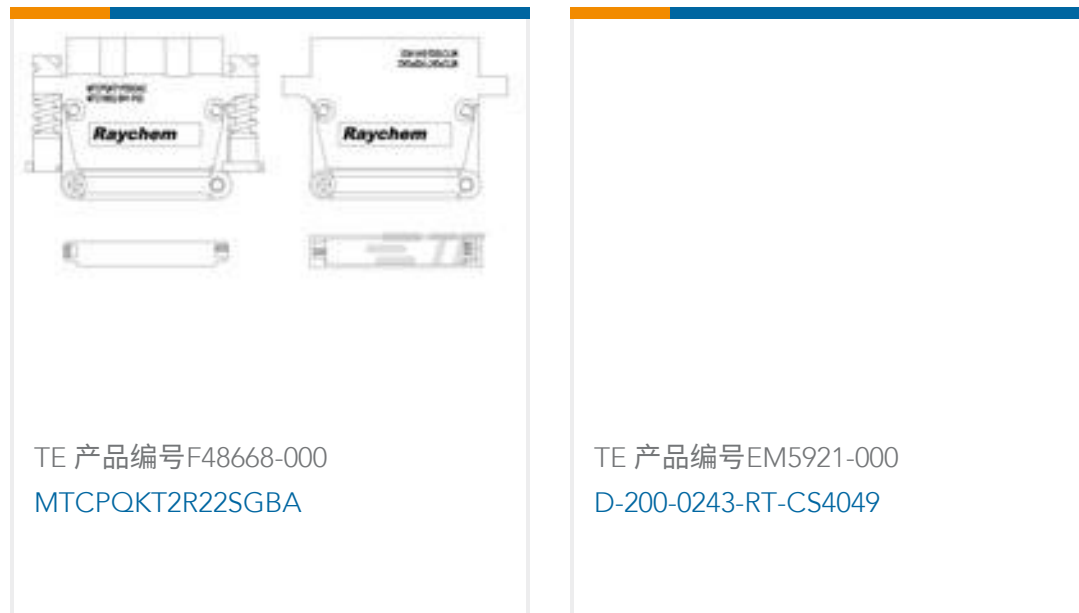 Raychem
Raychem
TE 产品编号F48668-000
MTCPQKT2R22SGBA
TE 产品编号EM5921-000
D-200-0243-RT-CS4049